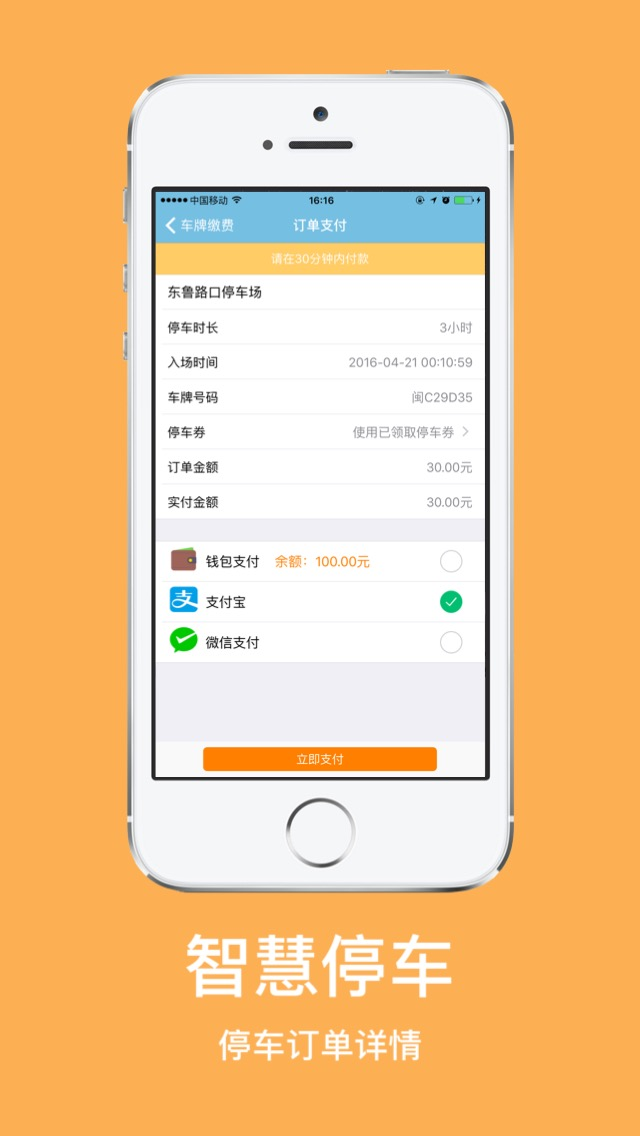 中国移动 16:16
车牌缴费 订单支付
请在30分钟内付款
东鲁路口停车场
停车时长 3小时
入场时间 2016-04-21 00:10:59
车牌号码 闽C29D35
停车券 使用已领取停车券
订单金额 30.00元
实付金额 30.00元
钱包支付 余额：100.00元
支 支付宝
微信支付
立即支付
智慧停车
停车订单详情